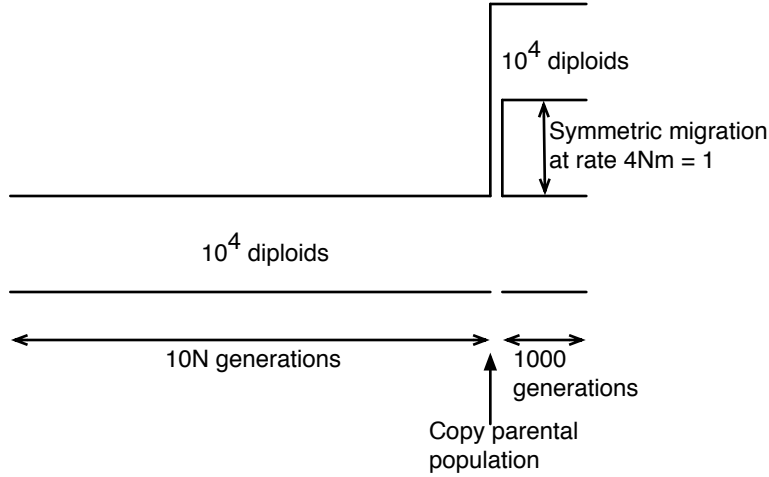 10^4 diploids
Symmetric migration
at rate 4Nm = 1
10^4 diploids
10N generations
1000
generations
Copy parental
population